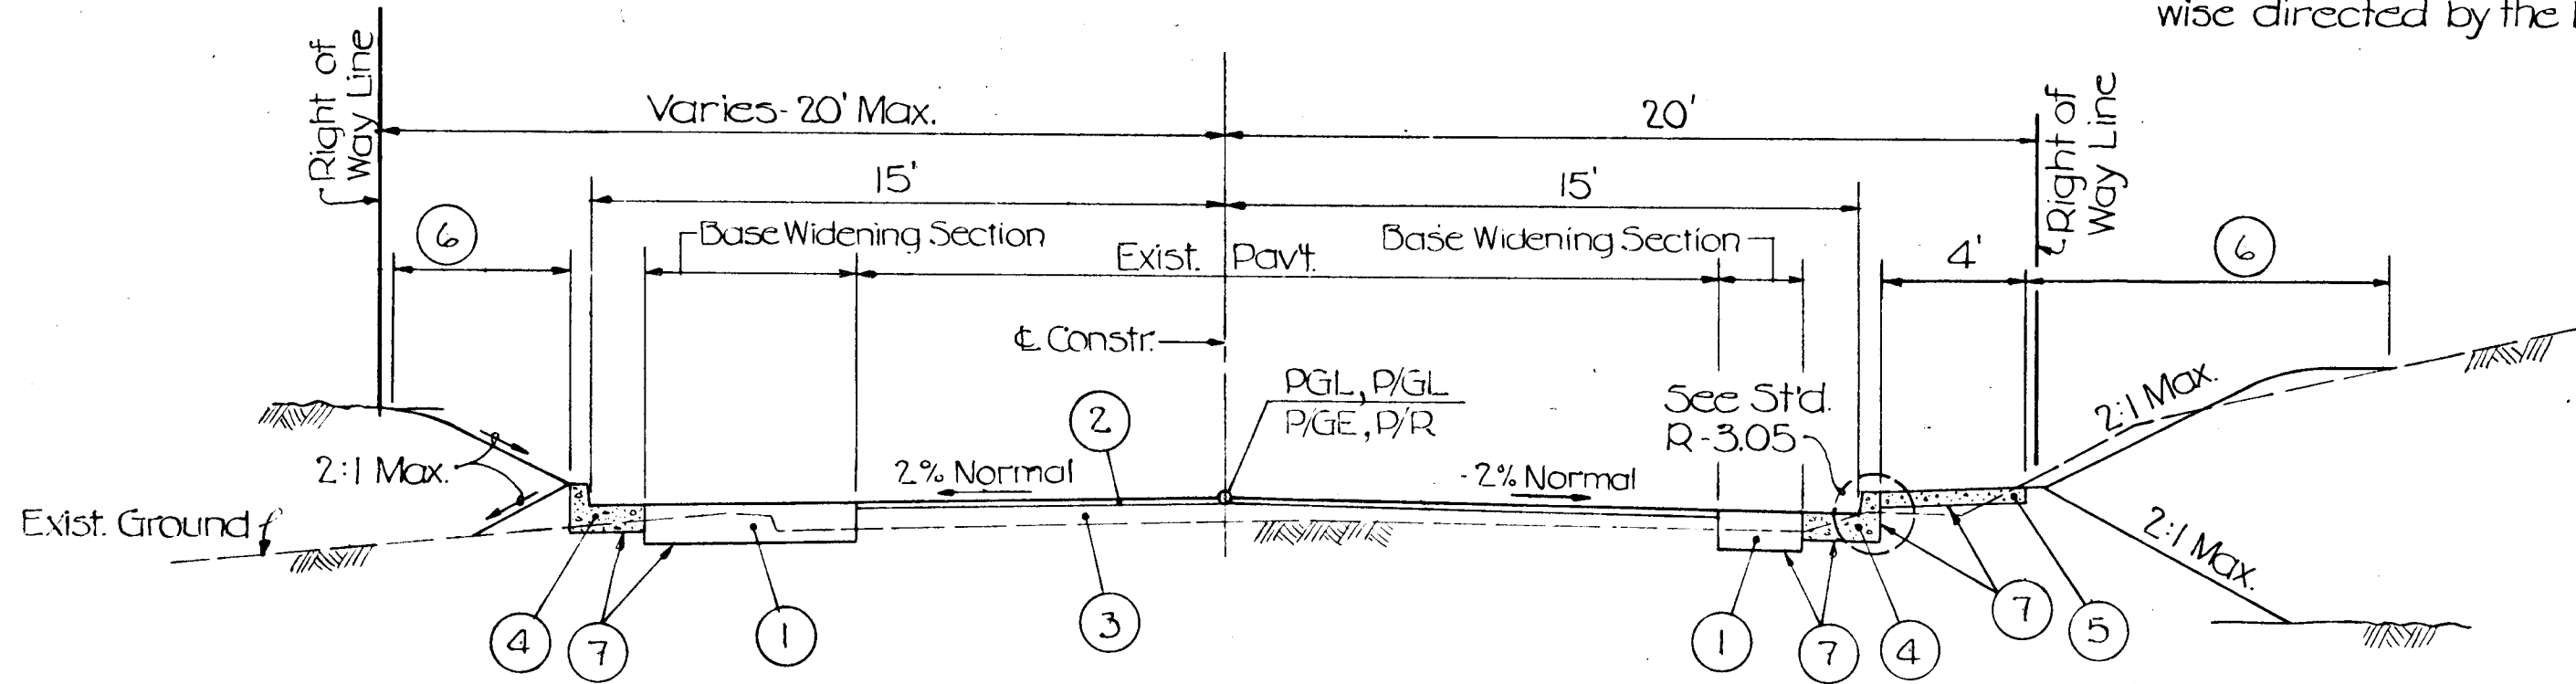 wise directed by the
Right of
Way Line
Varies-20' Max.
20'
Right of
Way Line
15'
15'
6
Base Widening Section
Exist. Pav't.
Base Widening Section
4'
6
℄ Constr.
PGL, P/GL
P/GE, P/R
See St'd.
R-3.05
2:1 Max.
2:1 Max.
2% Normal
2
-2% Normal
Exist. Ground
2:1 Max.
4
7
1
3
1
7
4
7
5